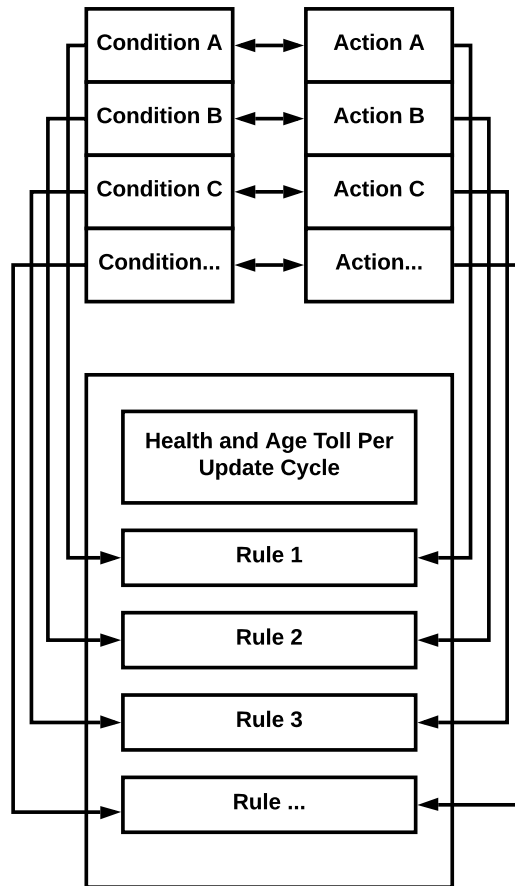 Condition A
Action A
Condition B
Action B
Condition C
Action C
Condition...
Action...
Health and Age Toll Per
Update Cycle
Rule 1
Rule 2
Rule 3
Rule ...